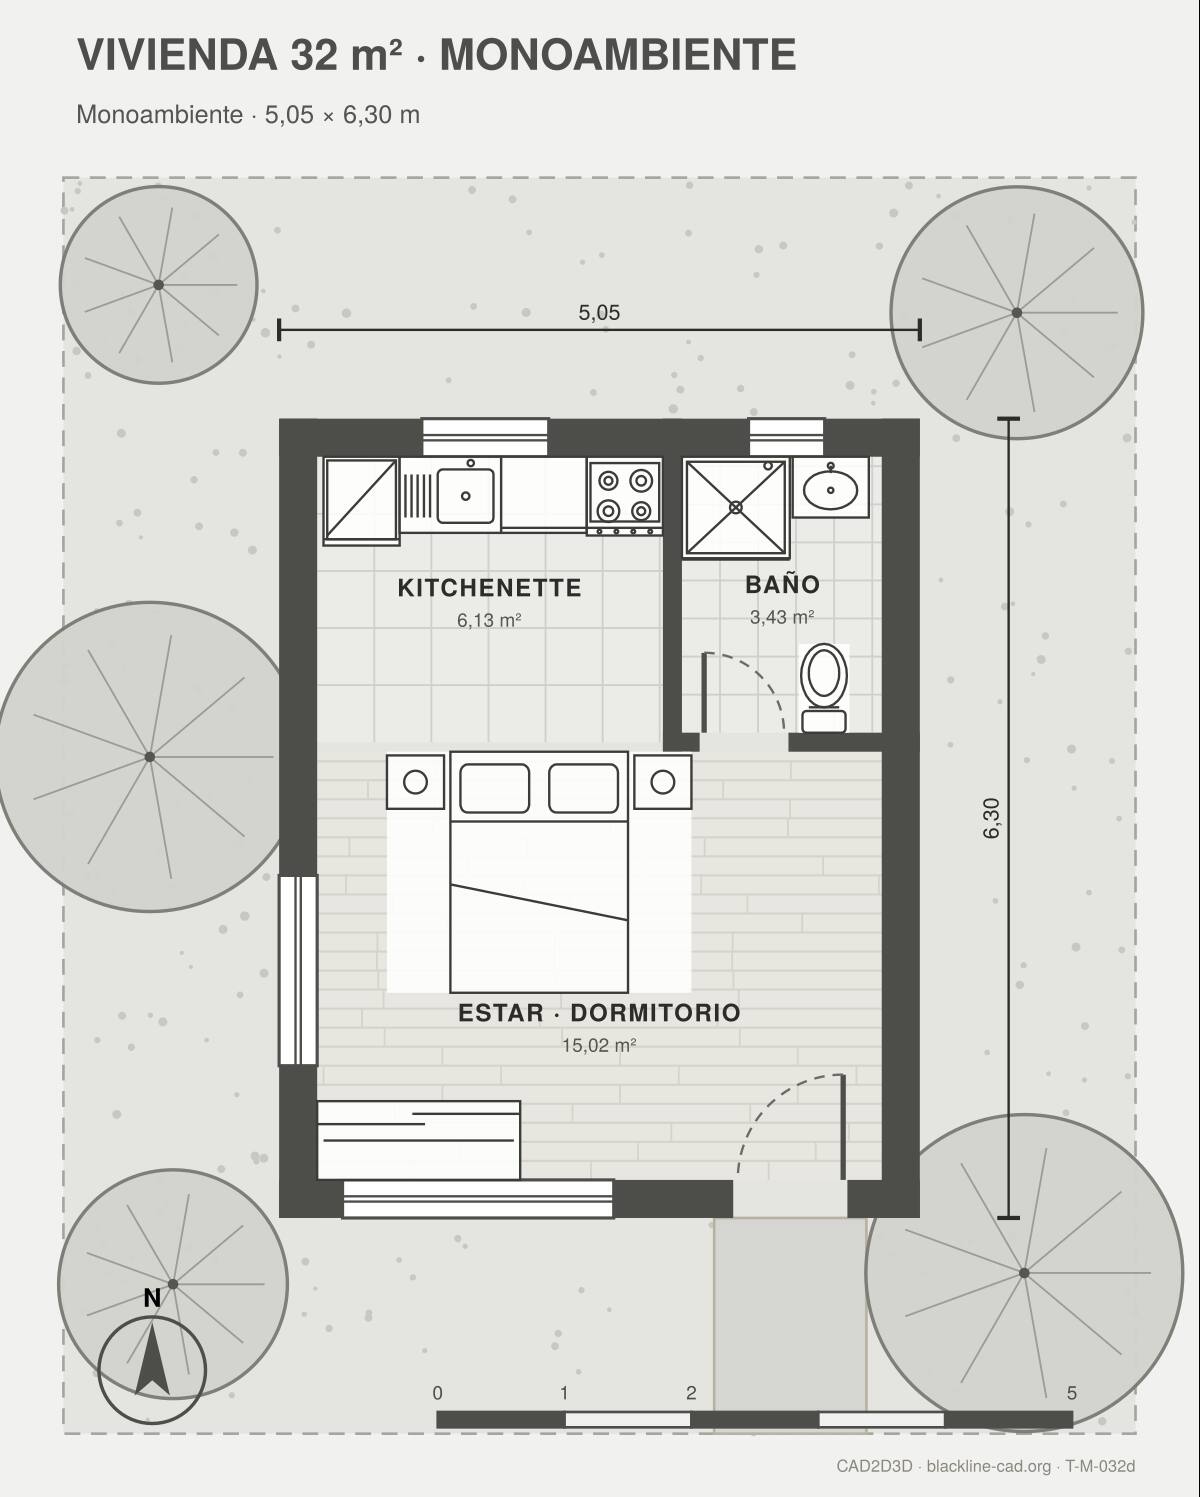 VIVIENDA 32 m² · MONOAMBIENTE
Monoambiente · 5,05 × 6,30 m
5,05
KITCHENETTE
6,13 m²
BAÑO
3,43 m²
6,30
ESTAR · DORMITORIO
15,02 m²
N
0 1 2 5
CAD2D3D · blackline-cad.org · T-M-032d